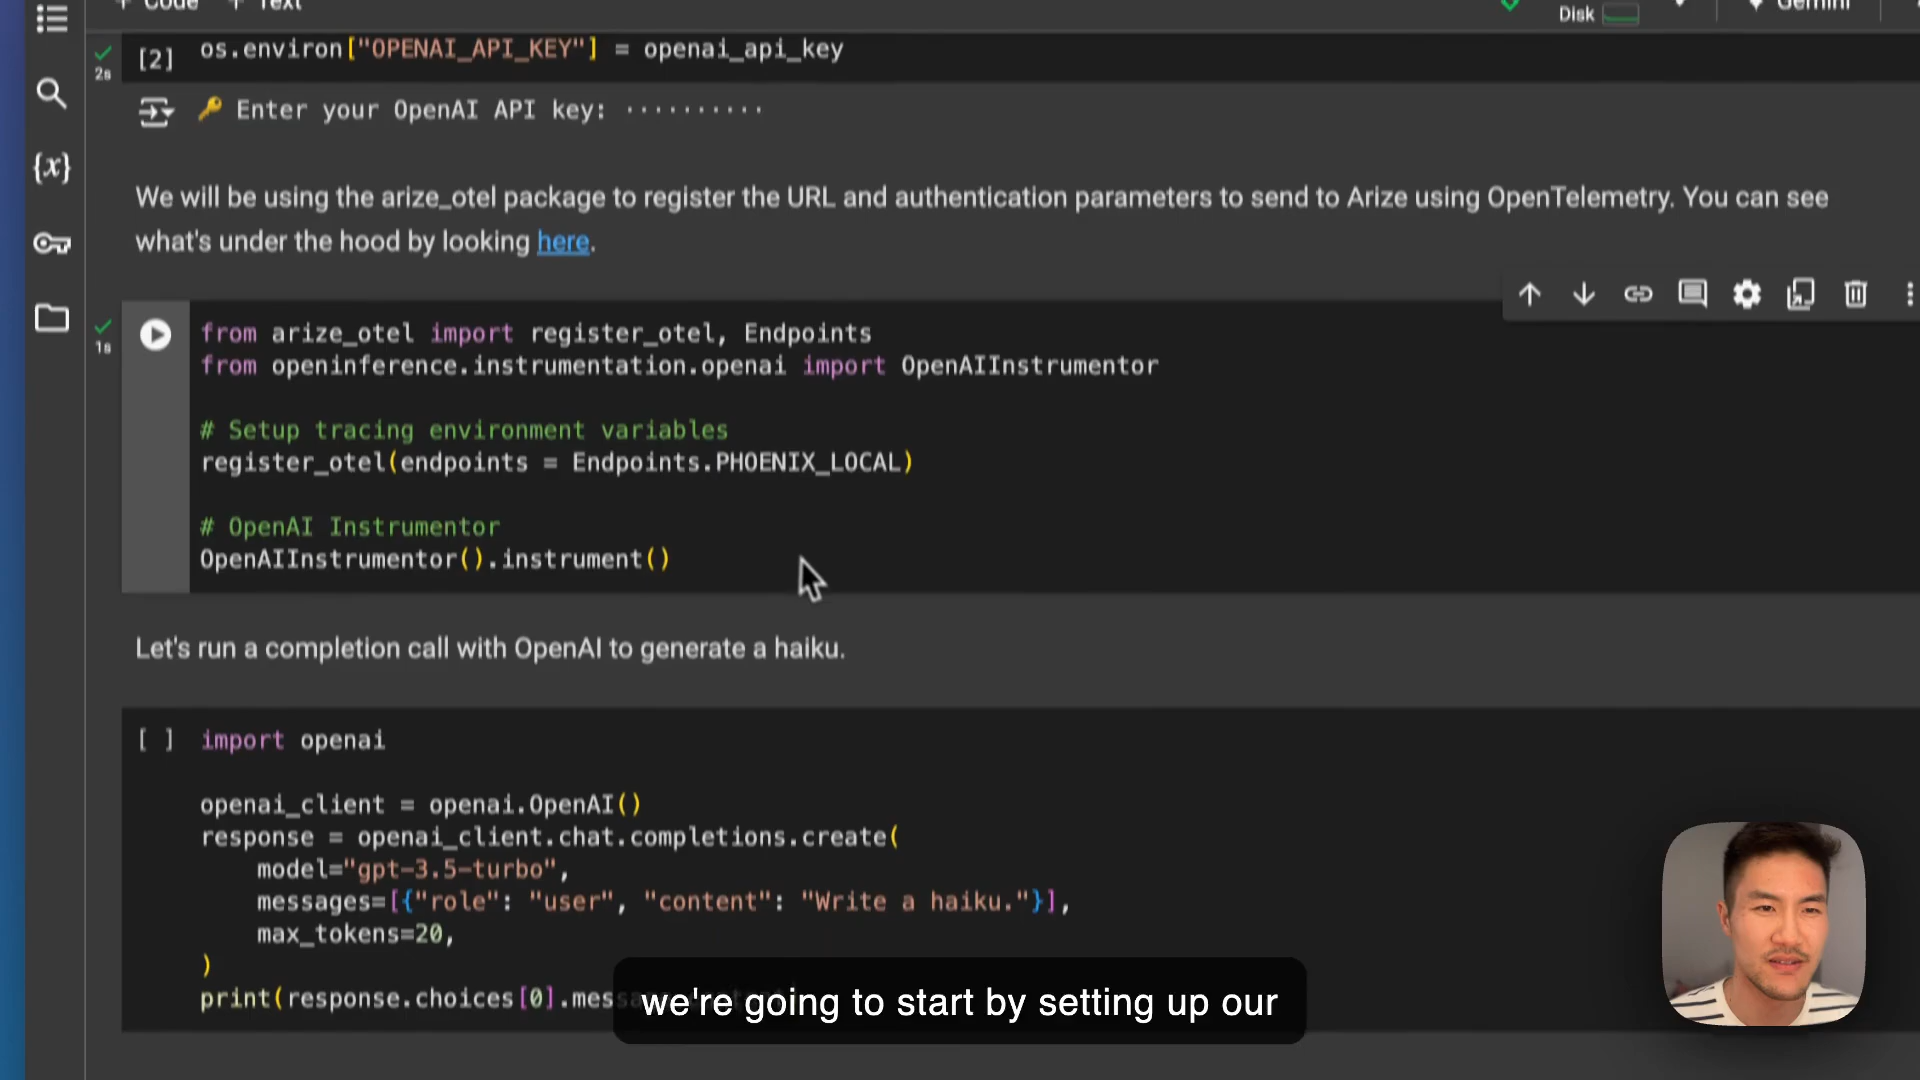 + Code + Text
Disk
Gemini
2s
[2] os.environ["OPENAI_API_KEY"] = openai_api_key
🔑 Enter your OpenAI API key: ··········
{x}
We will be using the arize_otel package to register the URL and authentication parameters to send to Arize using OpenTelemetry. You can see
what's under the hood by looking here.
1s
from arize_otel import register_otel, Endpoints
from openinference.instrumentation.openai import OpenAIInstrumentor
# Setup tracing environment variables
register_otel(endpoints = Endpoints.PHOENIX_LOCAL)
# OpenAI Instrumentor
OpenAIInstrumentor().instrument()
Let's run a completion call with OpenAI to generate a haiku.
[ ] import openai
openai_client = openai.OpenAI()
response = openai_client.chat.completions.create(
model="gpt-3.5-turbo",
messages=[{"role": "user", "content": "Write a haiku."}],
max_tokens=20,
)
print(response.choices[0].mess
we're going to start by setting up our